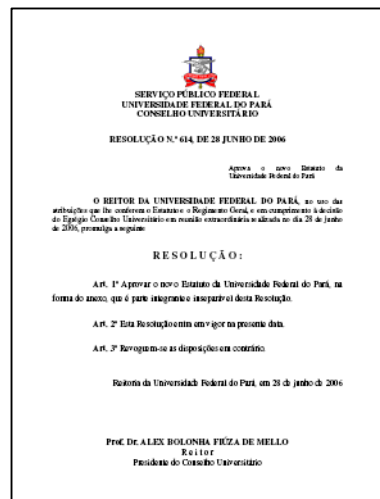 SERVIÇO PÚBLICO FEDERAL
UNIVERSIDADE FEDERAL DO PARÁ
CONSELHO UNIVERSITÁRIO
RESOLUÇÃO N.º 614, DE 28 JUNHO DE 2006
Aprova o novo Estatuto da
Universidade Federal do Pará
O REITOR DA UNIVERSIDADE FEDERAL DO PARÁ, no uso das
atribuições que lhe conferem o Estatuto e o Regimento Geral, e em cumprimento à decisão
do Egrégio Conselho Universitário em reunião extraordinária realizada no dia 28 de junho
de 2006, promulga a seguinte
RESOLUÇÃO:
Art. 1º Aprovar o novo Estatuto da Universidade Federal do Pará, na
forma do anexo, que é parte integrante e inseparável desta Resolução.
Art. 2º Esta Resolução entra em vigor na presente data.
Art. 3º Revoguem-se as disposições em contrário.
Reitoria da Universidade Federal do Pará, em 28 de junho de 2006
Prof. Dr. ALEX BOLONHA FIÚZA DE MELLO
Reitor
Presidente do Conselho Universitário